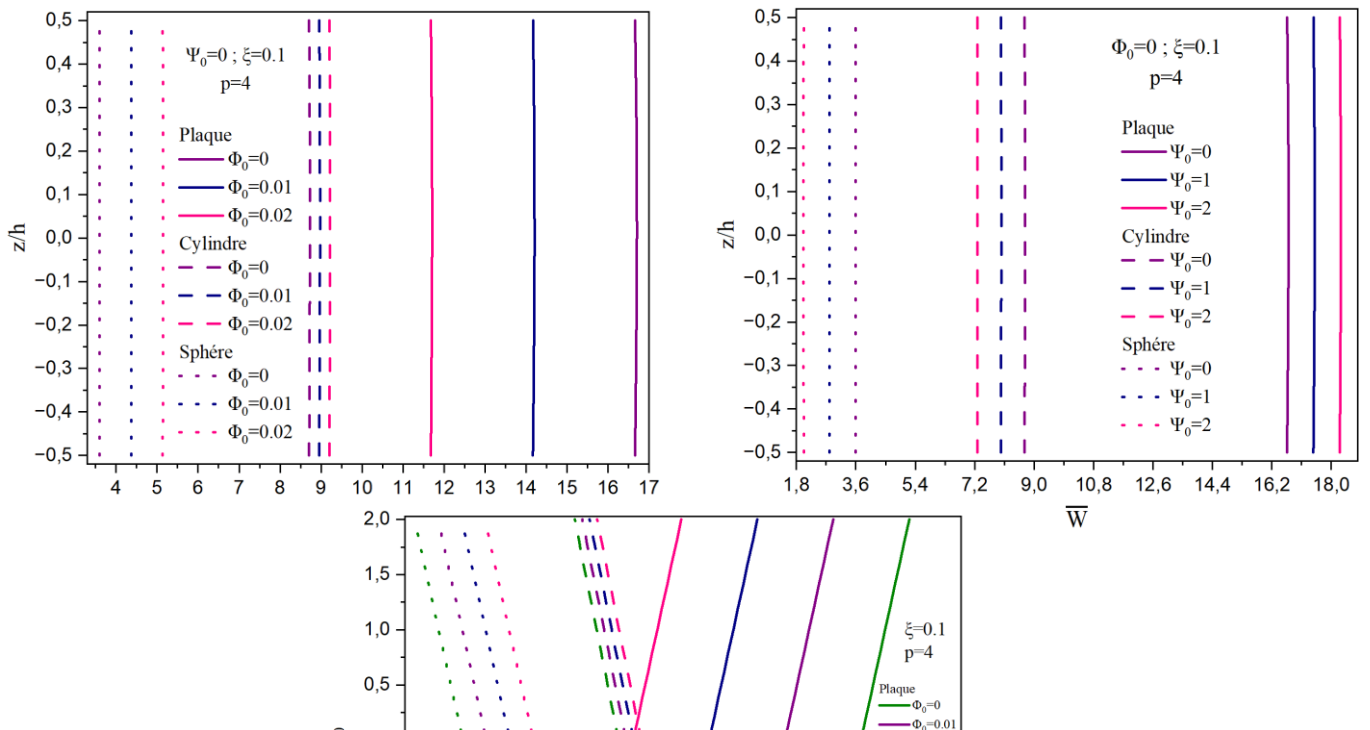 0,5
0,4
0,3
0,2
0,1
0,0
−0,1
−0,2
−0,3
−0,4
−0,5
z/h
Ψ0=0 ; ξ=0.1
p=4
Plaque
Φ0=0
Φ0=0.01
Φ0=0.02
Cylindre
Φ0=0
Φ0=0.01
Φ0=0.02
Sphére
Φ0=0
Φ0=0.01
Φ0=0.02
4 5 6 7 8 9 10 11 12 13 14 15 16 17
0,5
0,4
0,3
0,2
0,1
0,0
−0,1
−0,2
−0,3
−0,4
−0,5
z/h
Φ0=0 ; ξ=0.1
p=4
Plaque
Ψ0=0
Ψ0=1
Ψ0=2
Cylindre
Ψ0=0
Ψ0=1
Ψ0=2
Sphére
Ψ0=0
Ψ0=1
Ψ0=2
1,8 3,6 5,4 7,2 9,0 10,8 12,6 14,4 16,2 18,0
W̅
2,0
1,5
1,0
0,5
ξ=0.1
p=4
Plaque
Φ0=0
Φ0=0.01